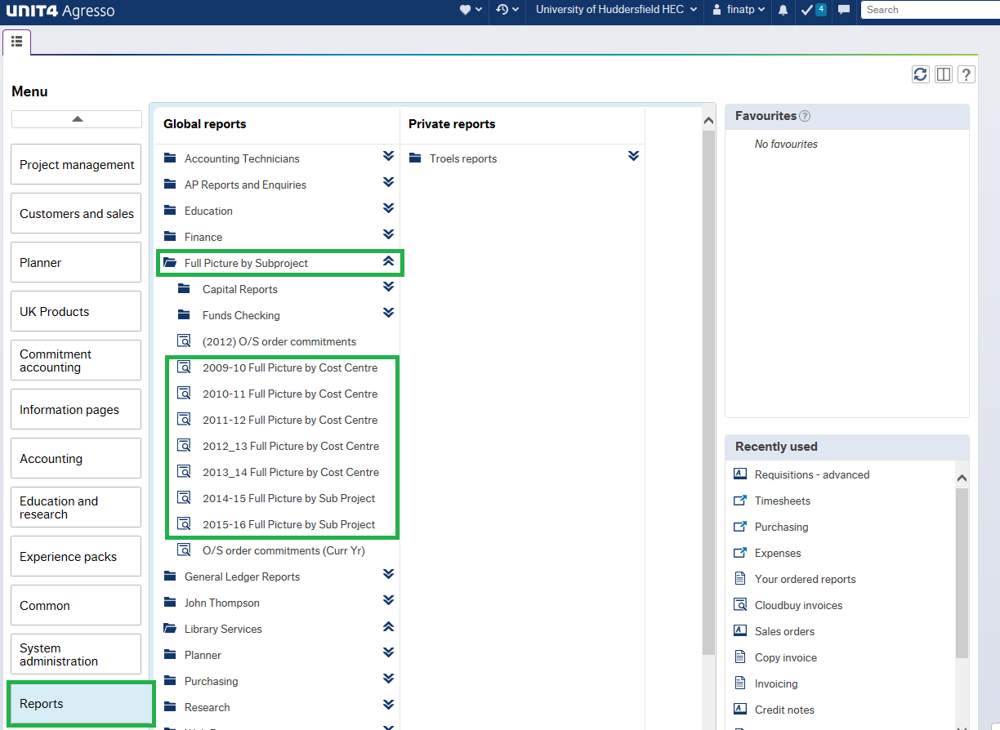 UNIT4 Agresso
University of Huddersfield HEC
finatp
4
Search
Menu
Project management
Customers and sales
Planner
UK Products
Commitment
accounting
Information pages
Accounting
Education and
research
Experience packs
Common
System
administration
Reports
Global reports
Accounting Technicians
AP Reports and Enquiries
Education
Finance
Full Picture by Subproject
Capital Reports
Funds Checking
(2012) O/S order commitments
2009-10 Full Picture by Cost Centre
2010-11 Full Picture by Cost Centre
2011-12 Full Picture by Cost Centre
2012_13 Full Picture by Cost Centre
2013_14 Full Picture by Cost Centre
2014-15 Full Picture by Sub Project
2015-16 Full Picture by Sub Project
O/S order commitments (Curr Yr)
General Ledger Reports
John Thompson
Library Services
Planner
Purchasing
Research
Private reports
Troels reports
?
Favourites ?
No favourites
Recently used
Requisitions - advanced
Timesheets
Purchasing
Expenses
Your ordered reports
Cloudbuy invoices
Sales orders
Copy invoice
Invoicing
Credit notes